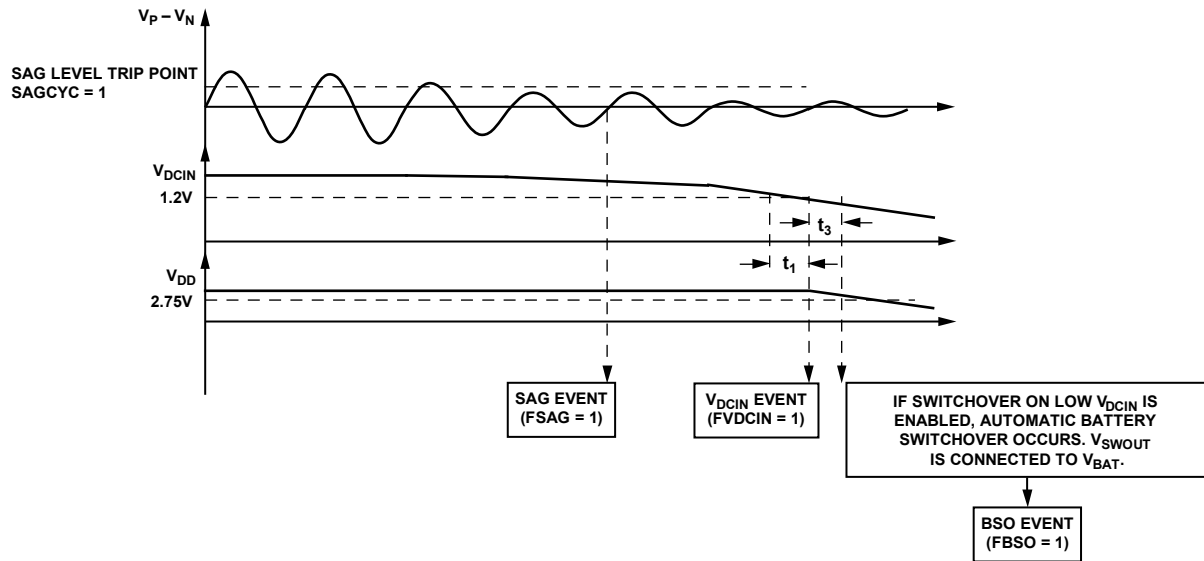 VP – VN
SAG LEVEL TRIP POINT
SAGCYC = 1
VDCIN
1.2V
t3
t1
VDD
2.75V
SAG EVENT
(FSAG = 1)
VDCIN EVENT
(FVDCIN = 1)
IF SWITCHOVER ON LOW VDCIN IS
ENABLED, AUTOMATIC BATTERY
SWITCHOVER OCCURS. VSWOUT
IS CONNECTED TO VBAT.
BSO EVENT
(FBSO = 1)